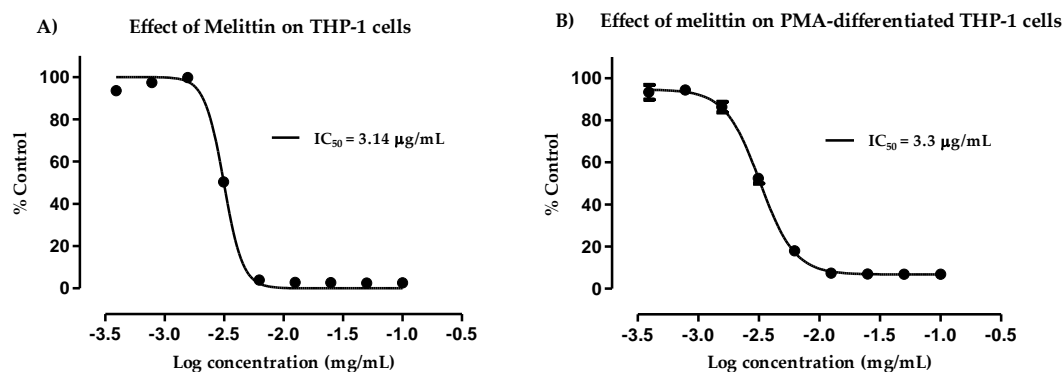 A) Effect of Melittin on THP-1 cells
100
80
60
40
20
0
% Control
IC₅₀ = 3.14 µg/mL
-3.5 -3.0 -2.5 -2.0 -1.5 -1.0 -0.5
Log concentration (mg/mL)
B) Effect of melittin on PMA-differentiated THP-1 cells
100
80
60
40
20
0
% Control
IC₅₀ = 3.3 µg/mL
-3.5 -3.0 -2.5 -2.0 -1.5 -1.0 -0.5
Log concentration (mg/mL)